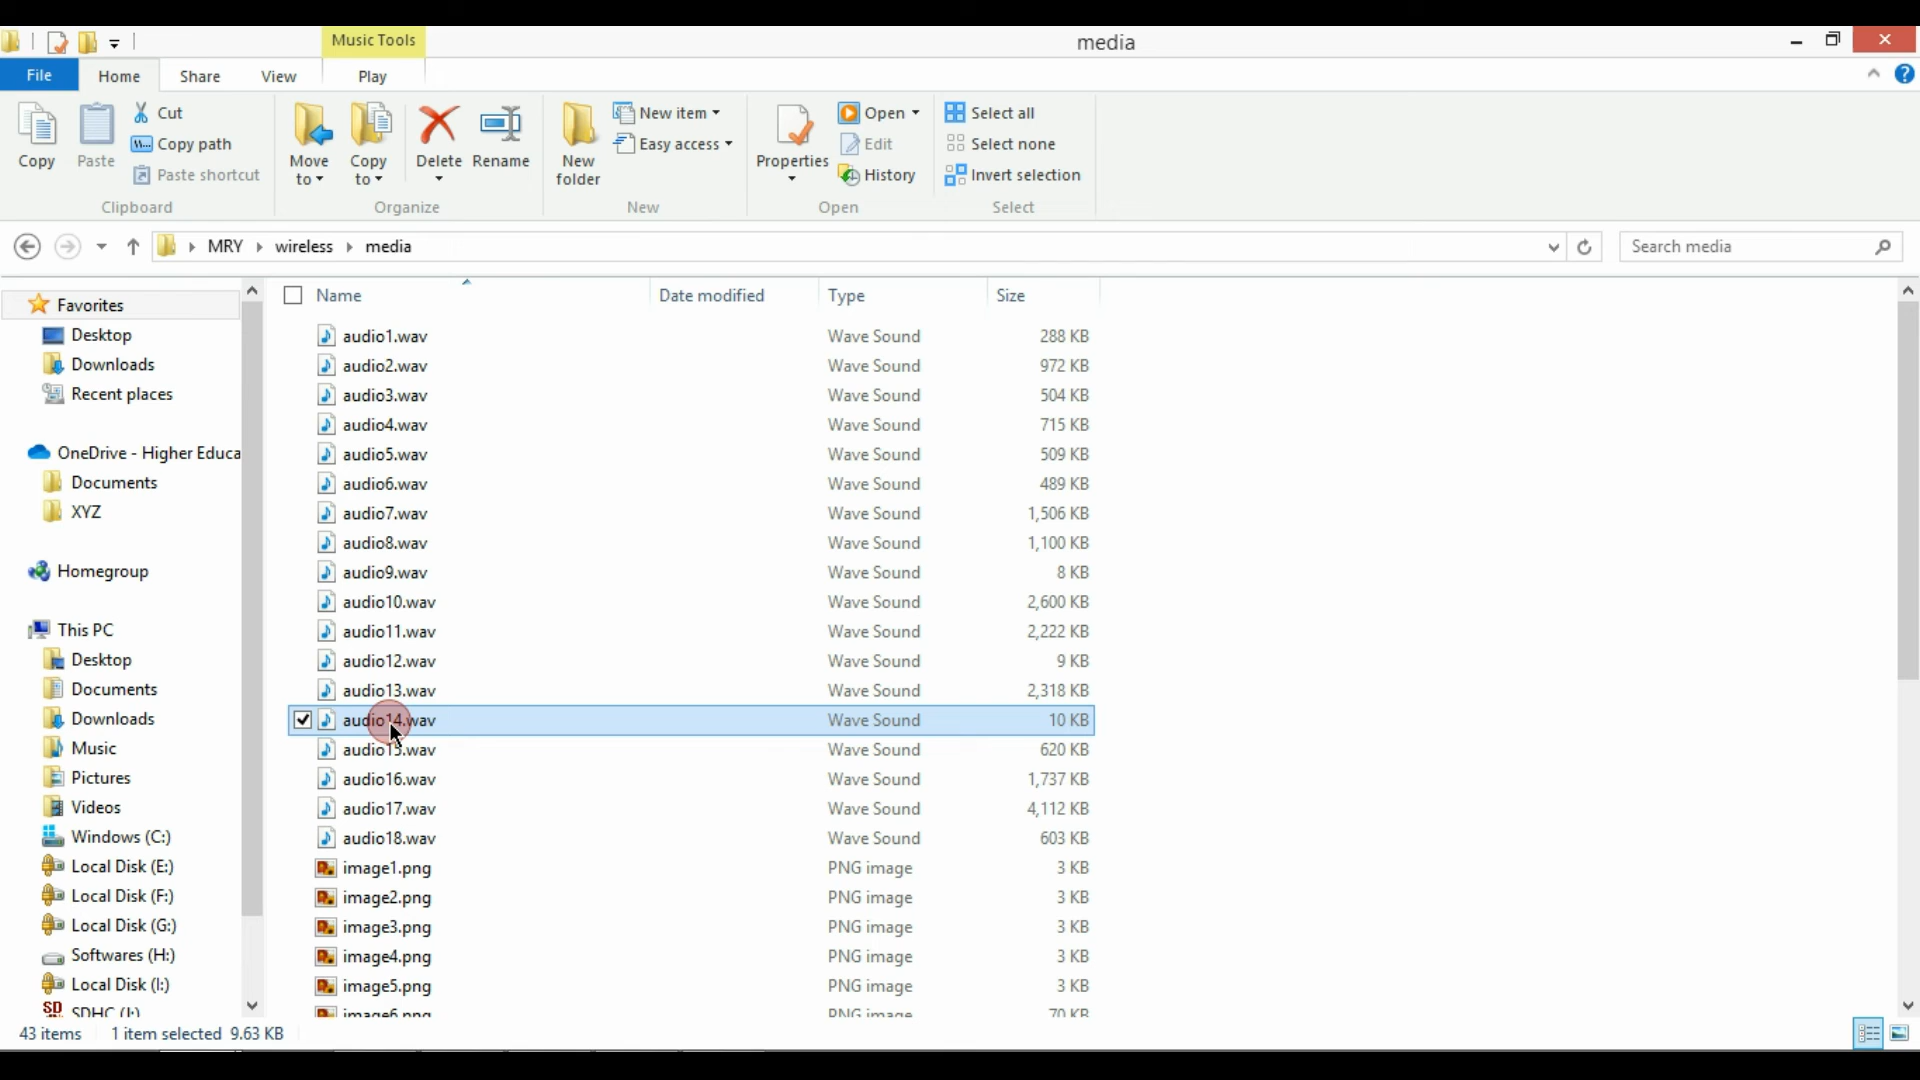 Music Tools
media
File Home Share View Play
Copy
Paste
Cut
Copy path
Paste shortcut
Clipboard
Move to
Copy to
Delete
Rename
Organize
New folder
New item
Easy access
New
Properties
Open
Edit
History
Open
Select all
Select none
Invert selection
Select
MRY wireless media
Search media
Favorites
Desktop
Downloads
Recent places
OneDrive - Higher Educa
Documents
XYZ
Homegroup
This PC
Desktop
Documents
Downloads
Music
Pictures
Videos
Windows (C:)
Local Disk (E:)
Local Disk (F:)
Local Disk (G:)
Softwares (H:)
Local Disk (I:)
Name Date modified Type Size
audio1.wav Wave Sound 288 KB
audio2.wav Wave Sound 972 KB
audio3.wav Wave Sound 504 KB
audio4.wav Wave Sound 715 KB
audio5.wav Wave Sound 509 KB
audio6.wav Wave Sound 489 KB
audio7.wav Wave Sound 1,506 KB
audio8.wav Wave Sound 1,100 KB
audio9.wav Wave Sound 8 KB
audio10.wav Wave Sound 2,600 KB
audio11.wav Wave Sound 2,222 KB
audio12.wav Wave Sound 9 KB
audio13.wav Wave Sound 2,318 KB
audio14.wav Wave Sound 10 KB
audio15.wav Wave Sound 620 KB
audio16.wav Wave Sound 1,737 KB
audio17.wav Wave Sound 4,112 KB
audio18.wav Wave Sound 603 KB
image1.png PNG image 3 KB
image2.png PNG image 3 KB
image3.png PNG image 3 KB
image4.png PNG image 3 KB
image5.png PNG image 3 KB
image6.png PNG image 70 KB
43 items 1 item selected 9.63 KB